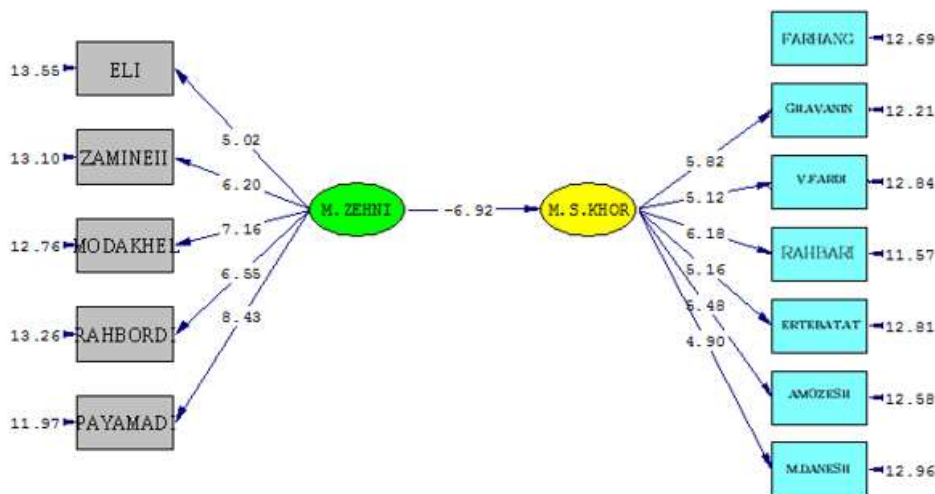 13.55 ELI
13.10 ZAMINEII
12.76 MODAKHEL
13.26 RAHBORDI
11.97 PAYAMADI
5.02
6.20
7.16
6.55
8.43
M.ZEHNI
-6.92
M.S.KHOR
5.82
5.12
6.18
5.16
5.48
4.90
FARHANG 12.69
GHAVANIN 12.21
V.FARDI 12.84
RAHBARI 11.57
ERTEBATAT 12.81
AMOZESH 12.58
M.DANESH 12.96